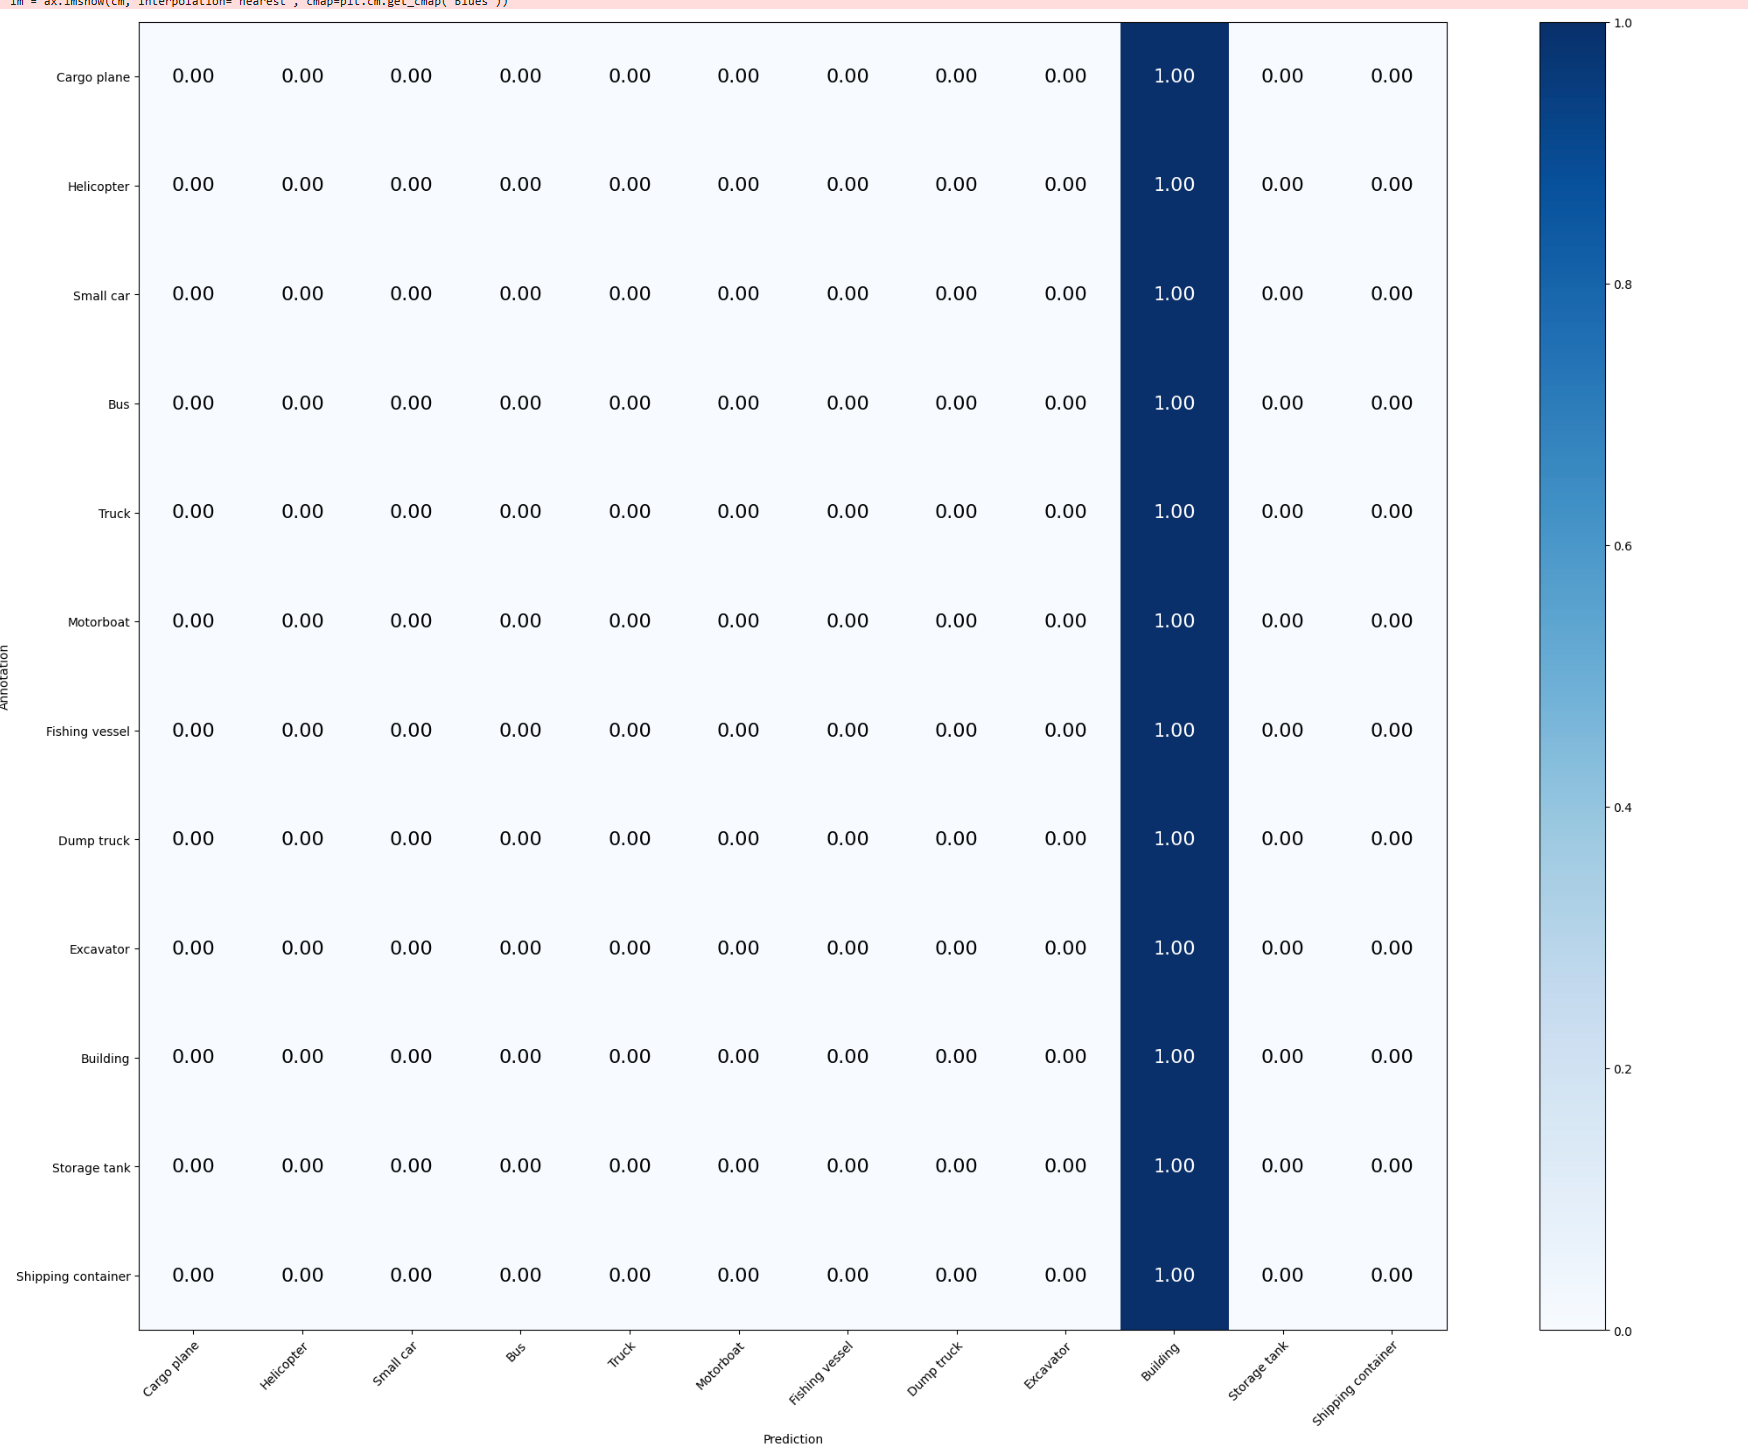 im = ax.imshow(cm, interpolation='nearest', cmap=plt.cm.get_cmap('Blues'))
1.0
Cargo plane 0.00 0.00 0.00 0.00 0.00 0.00 0.00 0.00 0.00 1.00 0.00 0.00
Helicopter 0.00 0.00 0.00 0.00 0.00 0.00 0.00 0.00 0.00 1.00 0.00 0.00
0.8
Small car 0.00 0.00 0.00 0.00 0.00 0.00 0.00 0.00 0.00 1.00 0.00 0.00
Bus 0.00 0.00 0.00 0.00 0.00 0.00 0.00 0.00 0.00 1.00 0.00 0.00
Truck 0.00 0.00 0.00 0.00 0.00 0.00 0.00 0.00 0.00 1.00 0.00 0.00
0.6
Motorboat 0.00 0.00 0.00 0.00 0.00 0.00 0.00 0.00 0.00 1.00 0.00 0.00
Annotation
Fishing vessel 0.00 0.00 0.00 0.00 0.00 0.00 0.00 0.00 0.00 1.00 0.00 0.00
0.4
Dump truck 0.00 0.00 0.00 0.00 0.00 0.00 0.00 0.00 0.00 1.00 0.00 0.00
Excavator 0.00 0.00 0.00 0.00 0.00 0.00 0.00 0.00 0.00 1.00 0.00 0.00
Building 0.00 0.00 0.00 0.00 0.00 0.00 0.00 0.00 0.00 1.00 0.00 0.00
0.2
Storage tank 0.00 0.00 0.00 0.00 0.00 0.00 0.00 0.00 0.00 1.00 0.00 0.00
Shipping container 0.00 0.00 0.00 0.00 0.00 0.00 0.00 0.00 0.00 1.00 0.00 0.00
0.0
Cargo plane Helicopter Small car Bus Truck Motorboat Fishing vessel Dump truck Excavator Building Storage tank Shipping container
Prediction